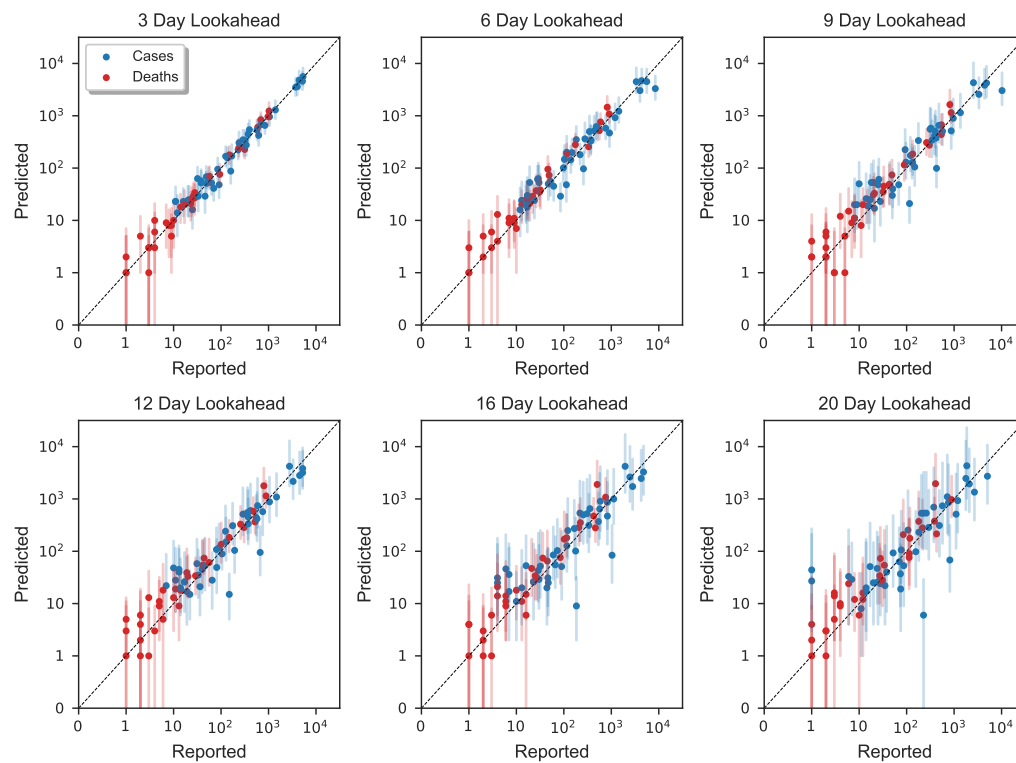 3 Day Lookahead
6 Day Lookahead
9 Day Lookahead
Cases
Deaths
Predicted
10⁴
10³
10²
10
1
0
Predicted
10⁴
10³
10²
10
1
0
Predicted
10⁴
10³
10²
10
1
0
0 1 10 10² 10³ 10⁴
0 1 10 10² 10³ 10⁴
0 1 10 10² 10³ 10⁴
Reported
Reported
Reported
12 Day Lookahead
16 Day Lookahead
20 Day Lookahead
Predicted
10⁴
10³
10²
10
1
0
Predicted
10⁴
10³
10²
10
1
0
Predicted
10⁴
10³
10²
10
1
0
0 1 10 10² 10³ 10⁴
0 1 10 10² 10³ 10⁴
0 1 10 10² 10³ 10⁴
Reported
Reported
Reported